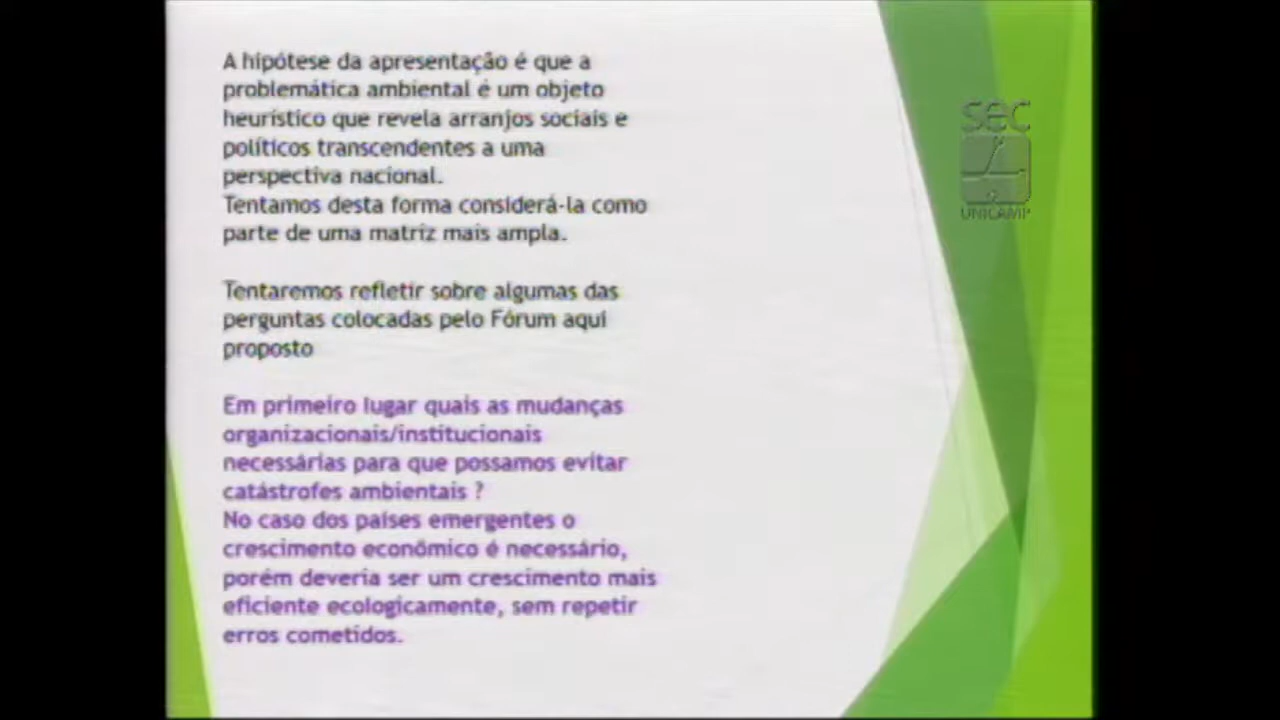 A hipótese da apresentação é que a
problemática ambiental é um objeto
heurístico que revela arranjos sociais e
políticos transcendentes a uma
perspectiva nacional.
Tentamos desta forma considerá-la como
parte de uma matriz mais ampla.
Tentaremos refletir sobre algumas das
perguntas colocadas pelo Fórum aqui
proposto
Em primeiro lugar quais as mudanças
organizacionais/institucionais
necessárias para que possamos evitar
catástrofes ambientais ?
No caso dos países emergentes o
crescimento econômico é necessário,
porém deveria ser um crescimento mais
eficiente ecologicamente, sem repetir
erros cometidos.
sec
UNICAMP